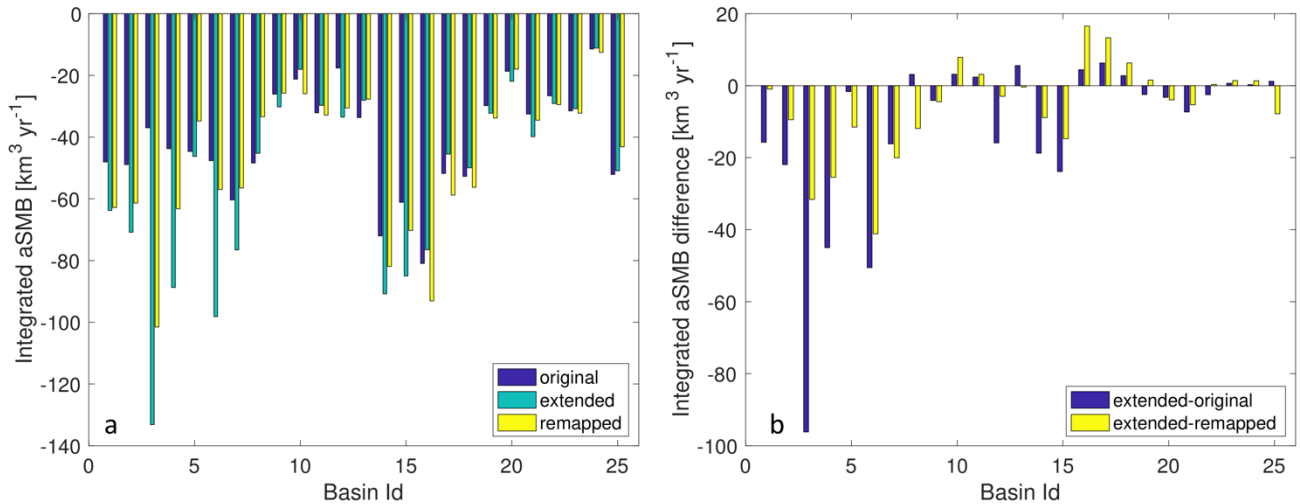 Integrated aSMB [km³ yr⁻¹]
0
-20
-40
-60
-80
-100
-120
-140
0 5 10 15 20 25
Basin Id
a
original
extended
remapped
Integrated aSMB difference [km³ yr⁻¹]
20
0
-20
-40
-60
-80
-100
0 5 10 15 20 25
Basin Id
b
extended-original
extended-remapped